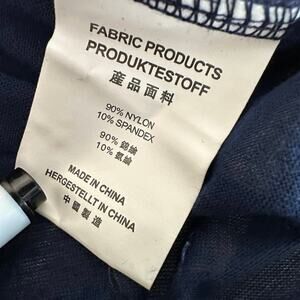 FABRIC PRODUCTS
PRODUKTESTOFF
産品面料
90% NYLON
10% SPANDEX
90% 錦綸
10% 氨綸
MADE IN CHINA
HERGESTELLT IN CHINA
中國製造